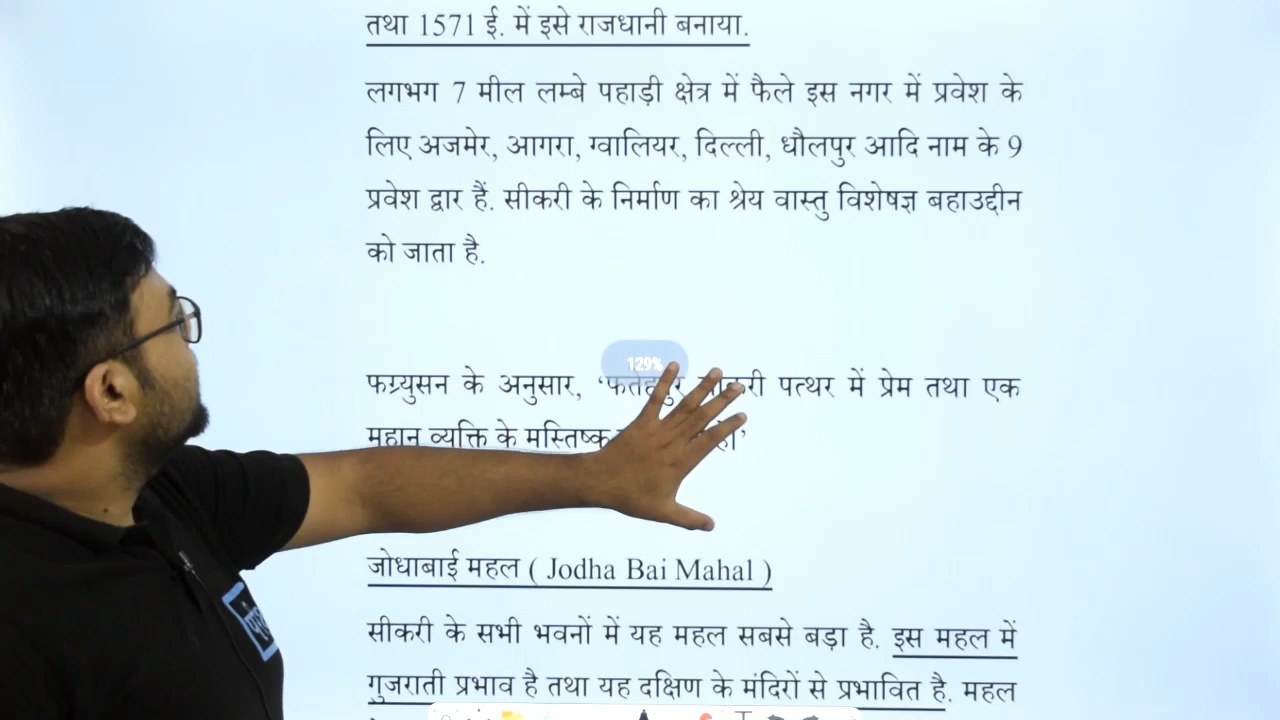 तथा 1571 ई. में इसे राजधानी बनाया.
लगभग 7 मील लम्बे पहाड़ी क्षेत्र में फैले इस नगर में प्रवेश के
लिए अजमेर, आगरा, ग्वालियर, दिल्ली, धौलपुर आदि नाम के 9
प्रवेश द्वार हैं. सीकरी के निर्माण का श्रेय वास्तु विशेषज्ञ बहाउद्दीन
को जाता है.
129%
फग्र्युसन के अनुसार, ‘फतेहपुर पत्थर में प्रेम तथा एक
महान व्यक्ति के मस्तिष्क
जोधाबाई महल ( Jodha Bai Mahal )
सीकरी के सभी भवनों में यह महल सबसे बड़ा है. इस महल में
गुजराती प्रभाव है तथा यह दक्षिण के मंदिरों से प्रभावित है. महल